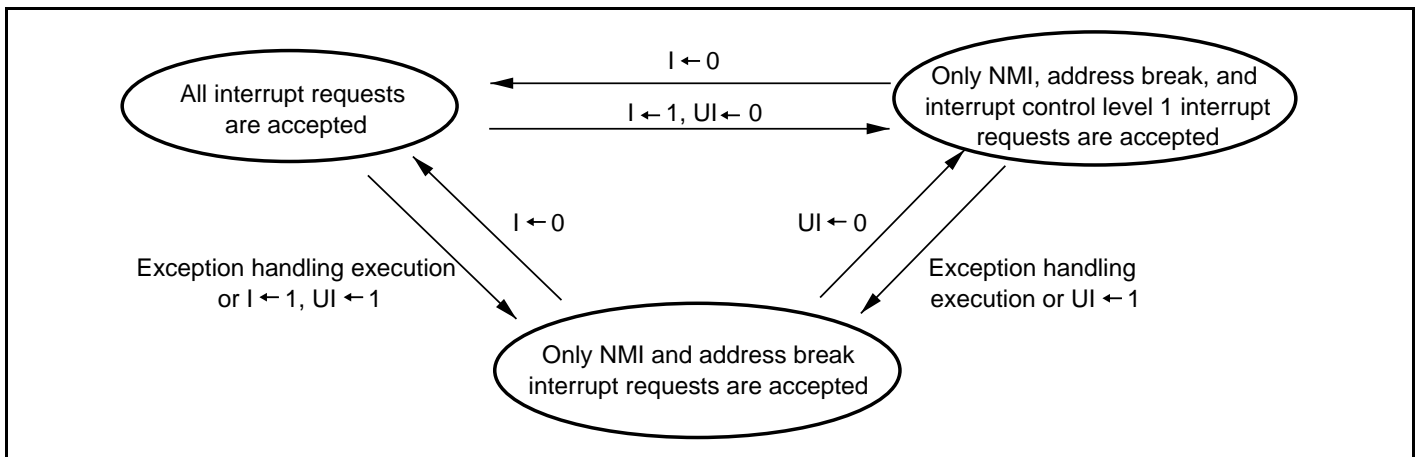 I ← 0
All interrupt requests
are accepted
Only NMI, address break, and
interrupt control level 1 interrupt
requests are accepted
I ← 1, UI ← 0
I ← 0
UI ← 0
Exception handling execution
or I ← 1, UI ← 1
Exception handling
execution or UI ← 1
Only NMI and address break
interrupt requests are accepted